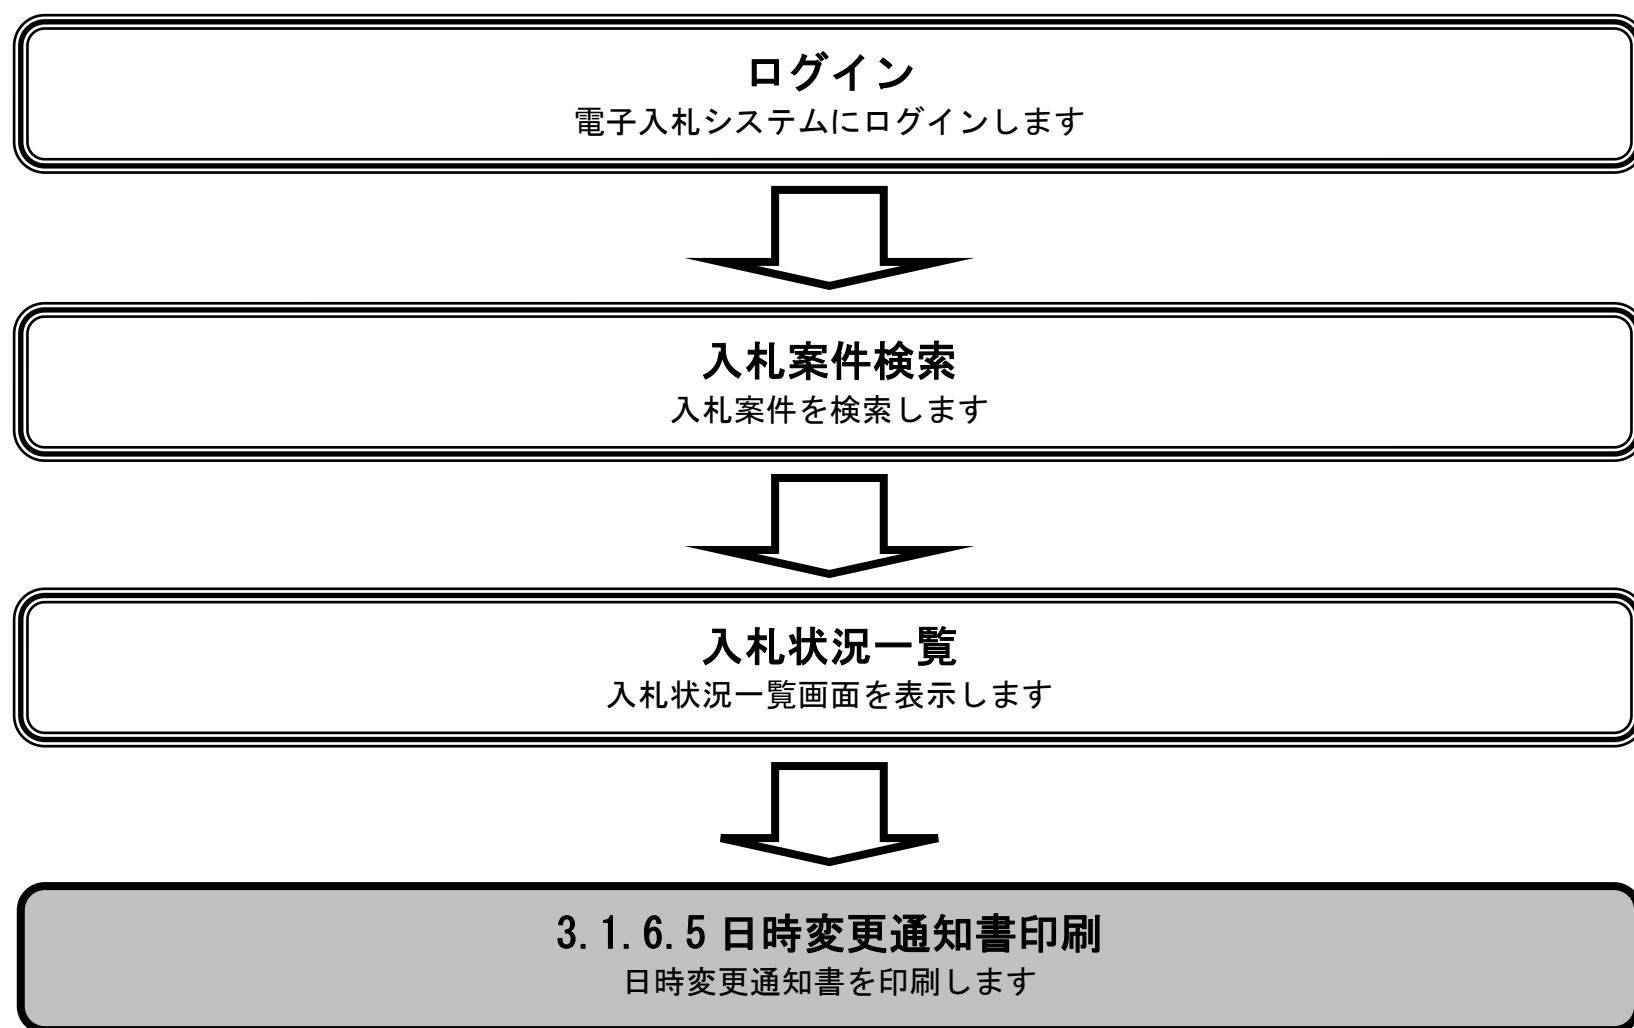 ログイン
電子入札システムにログインします
入札案件検索
入札案件を検索します
入札状況一覧
入札状況一覧画面を表示します
3.1.6.5 日時変更通知書印刷
日時変更通知書を印刷します